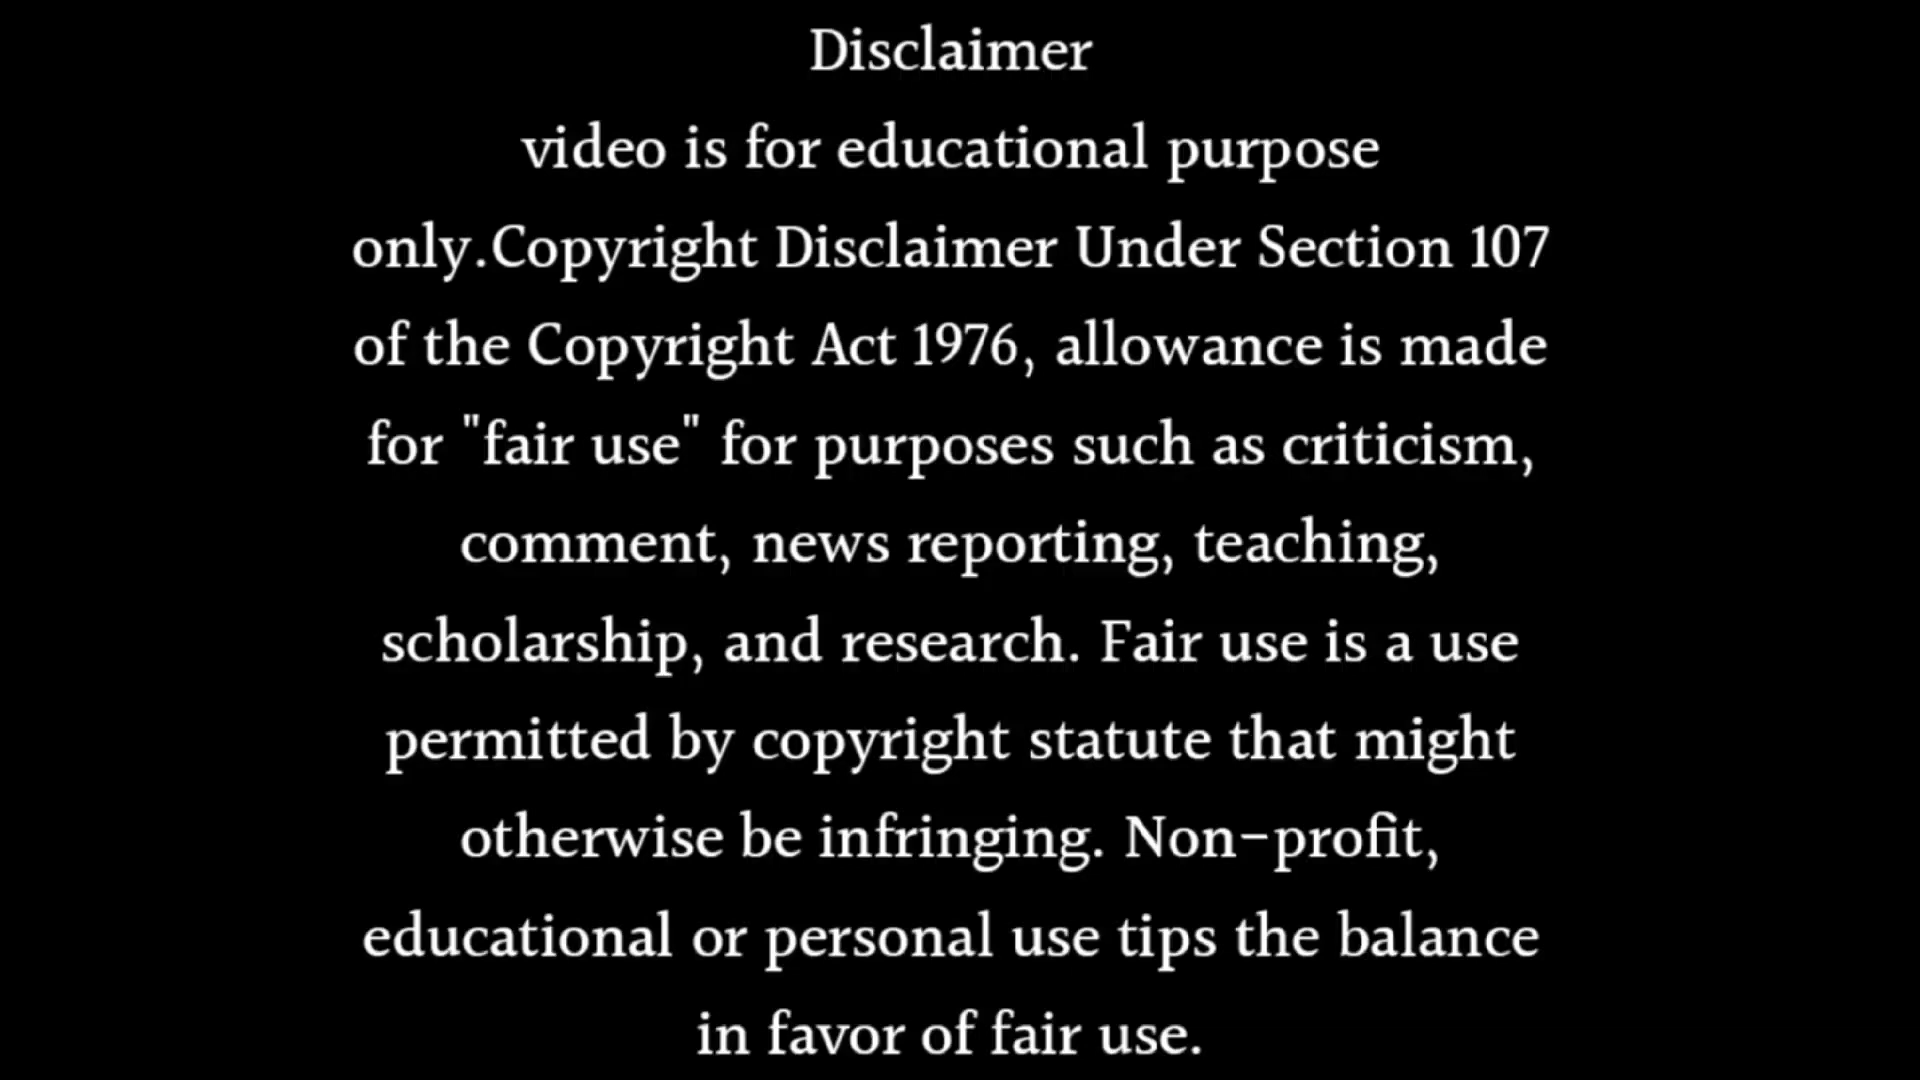 Disclaimer
video is for educational purpose
only.Copyright Disclaimer Under Section 107
of the Copyright Act 1976, allowance is made
for "fair use" for purposes such as criticism,
comment, news reporting, teaching,
scholarship, and research. Fair use is a use
permitted by copyright statute that might
otherwise be infringing. Non-profit,
educational or personal use tips the balance
in favor of fair use.